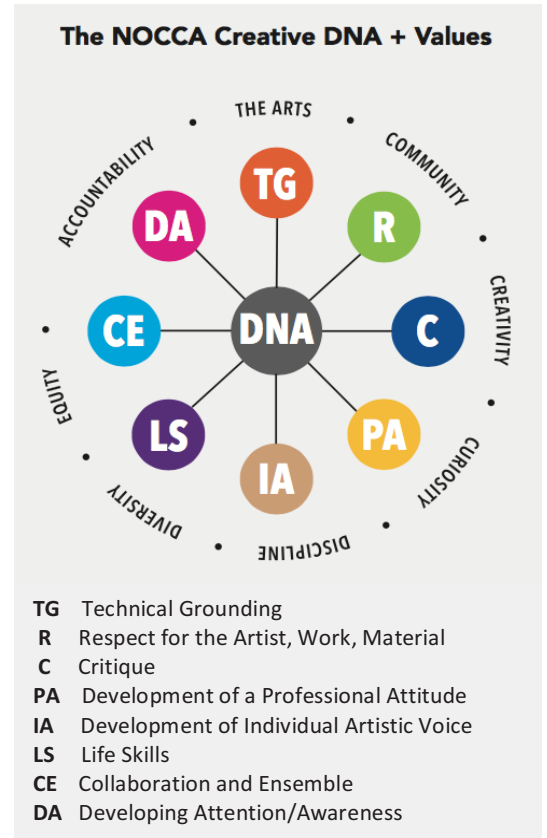 The NOCCA Creative DNA + Values
THE ARTS
•
COMMUNITY
•
CREATIVITY
•
CURIOSITY
•
DISCIPLINE
•
DIVERSITY
•
EQUITY
•
ACCOUNTABILITY
•
TG
R
C
PA
IA
LS
CE
DA
DNA
TG Technical Grounding
R Respect for the Artist, Work, Material
C Critique
PA Development of a Professional Attitude
IA Development of Individual Artistic Voice
LS Life Skills
CE Collaboration and Ensemble
DA Developing Attention/Awareness